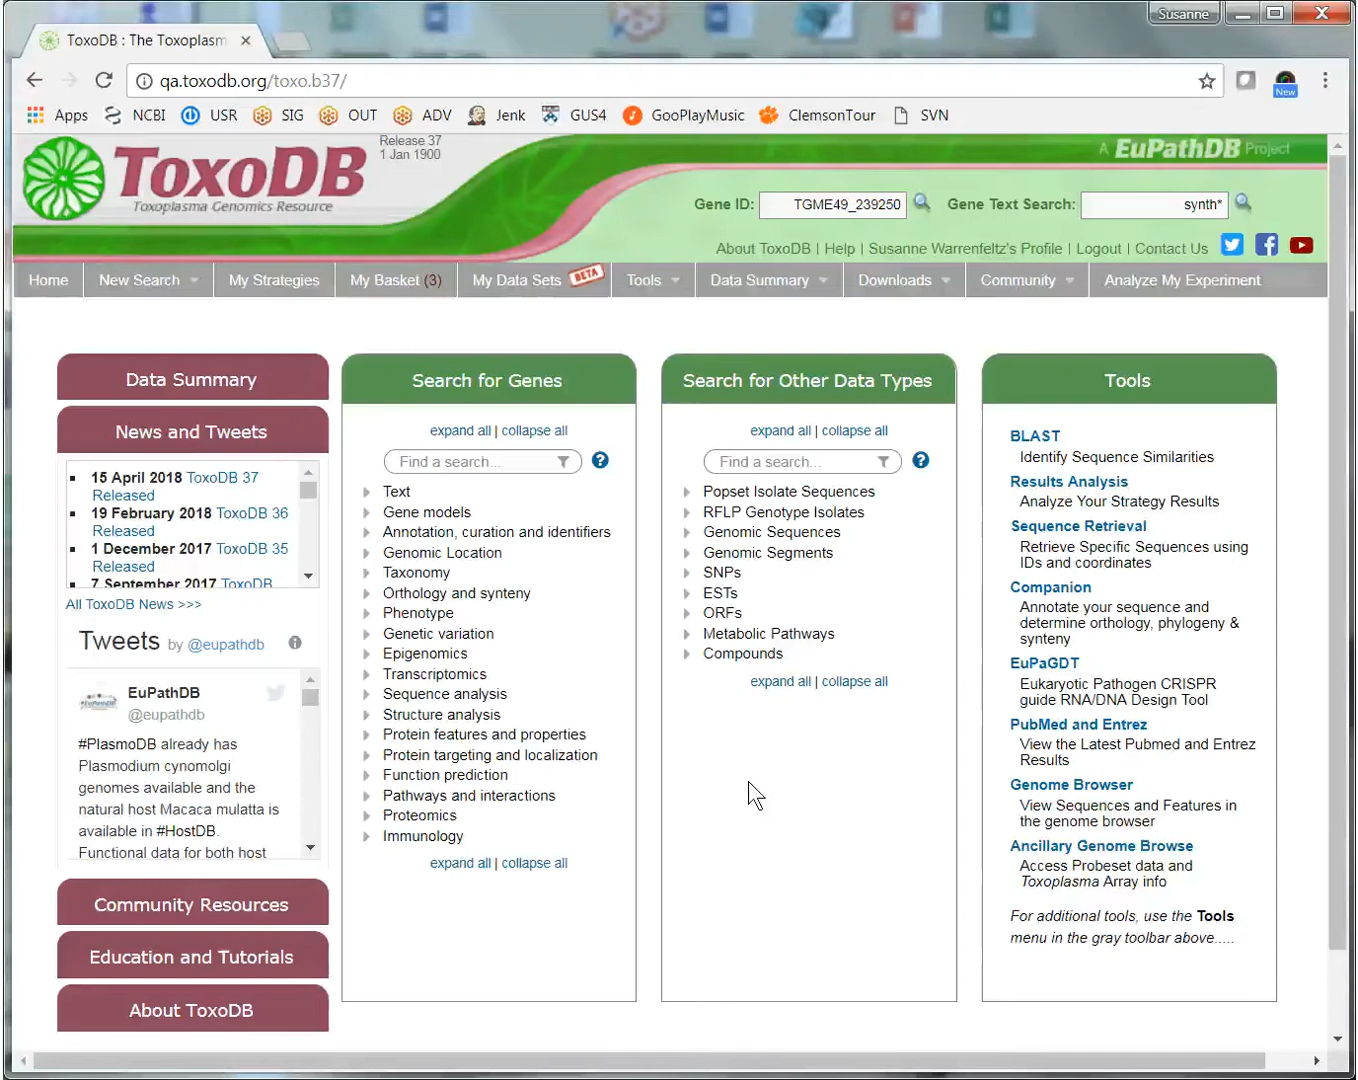 Susanne
ToxoDB : The Toxoplasm
qa.toxodb.org/toxo.b37/
New
Apps NCBI USR SIG OUT ADV Jenk GUS4 GooPlayMusic ClemsonTour SVN
ToxoDB
Toxoplasma Genomics Resource
Release 37
1 Jan 1900
A EuPathDB Project
Gene ID: TGME49_239250 Gene Text Search: synth*
About ToxoDB | Help | Susanne Warrenfeltz's Profile | Logout | Contact Us
Home New Search My Strategies My Basket (3) My Data Sets BETA Tools Data Summary Downloads Community Analyze My Experiment
Data Summary
News and Tweets
15 April 2018 ToxoDB 37
Released
19 February 2018 ToxoDB 36
Released
1 December 2017 ToxoDB 35
Released
7 September 2017 ToxoDB
All ToxoDB News >>>
Tweets by @eupathdb
EuPathDB
@eupathdb
#PlasmoDB already has
Plasmodium cynomolgi
genomes available and the
natural host Macaca mulatta is
available in #HostDB.
Functional data for both host
Community Resources
Education and Tutorials
About ToxoDB
Search for Genes
expand all | collapse all
Find a search...
Text
Gene models
Annotation, curation and identifiers
Genomic Location
Taxonomy
Orthology and synteny
Phenotype
Genetic variation
Epigenomics
Transcriptomics
Sequence analysis
Structure analysis
Protein features and properties
Protein targeting and localization
Function prediction
Pathways and interactions
Proteomics
Immunology
expand all | collapse all
Search for Other Data Types
expand all | collapse all
Find a search...
Popset Isolate Sequences
RFLP Genotype Isolates
Genomic Sequences
Genomic Segments
SNPs
ESTs
ORFs
Metabolic Pathways
Compounds
expand all | collapse all
Tools
BLAST
Identify Sequence Similarities
Results Analysis
Analyze Your Strategy Results
Sequence Retrieval
Retrieve Specific Sequences using
IDs and coordinates
Companion
Annotate your sequence and
determine orthology, phylogeny &
synteny
EuPaGDT
Eukaryotic Pathogen CRISPR
guide RNA/DNA Design Tool
PubMed and Entrez
View the Latest Pubmed and Entrez
Results
Genome Browser
View Sequences and Features in
the genome browser
Ancillary Genome Browse
Access Probeset data and
Toxoplasma Array info
For additional tools, use the Tools
menu in the gray toolbar above.....